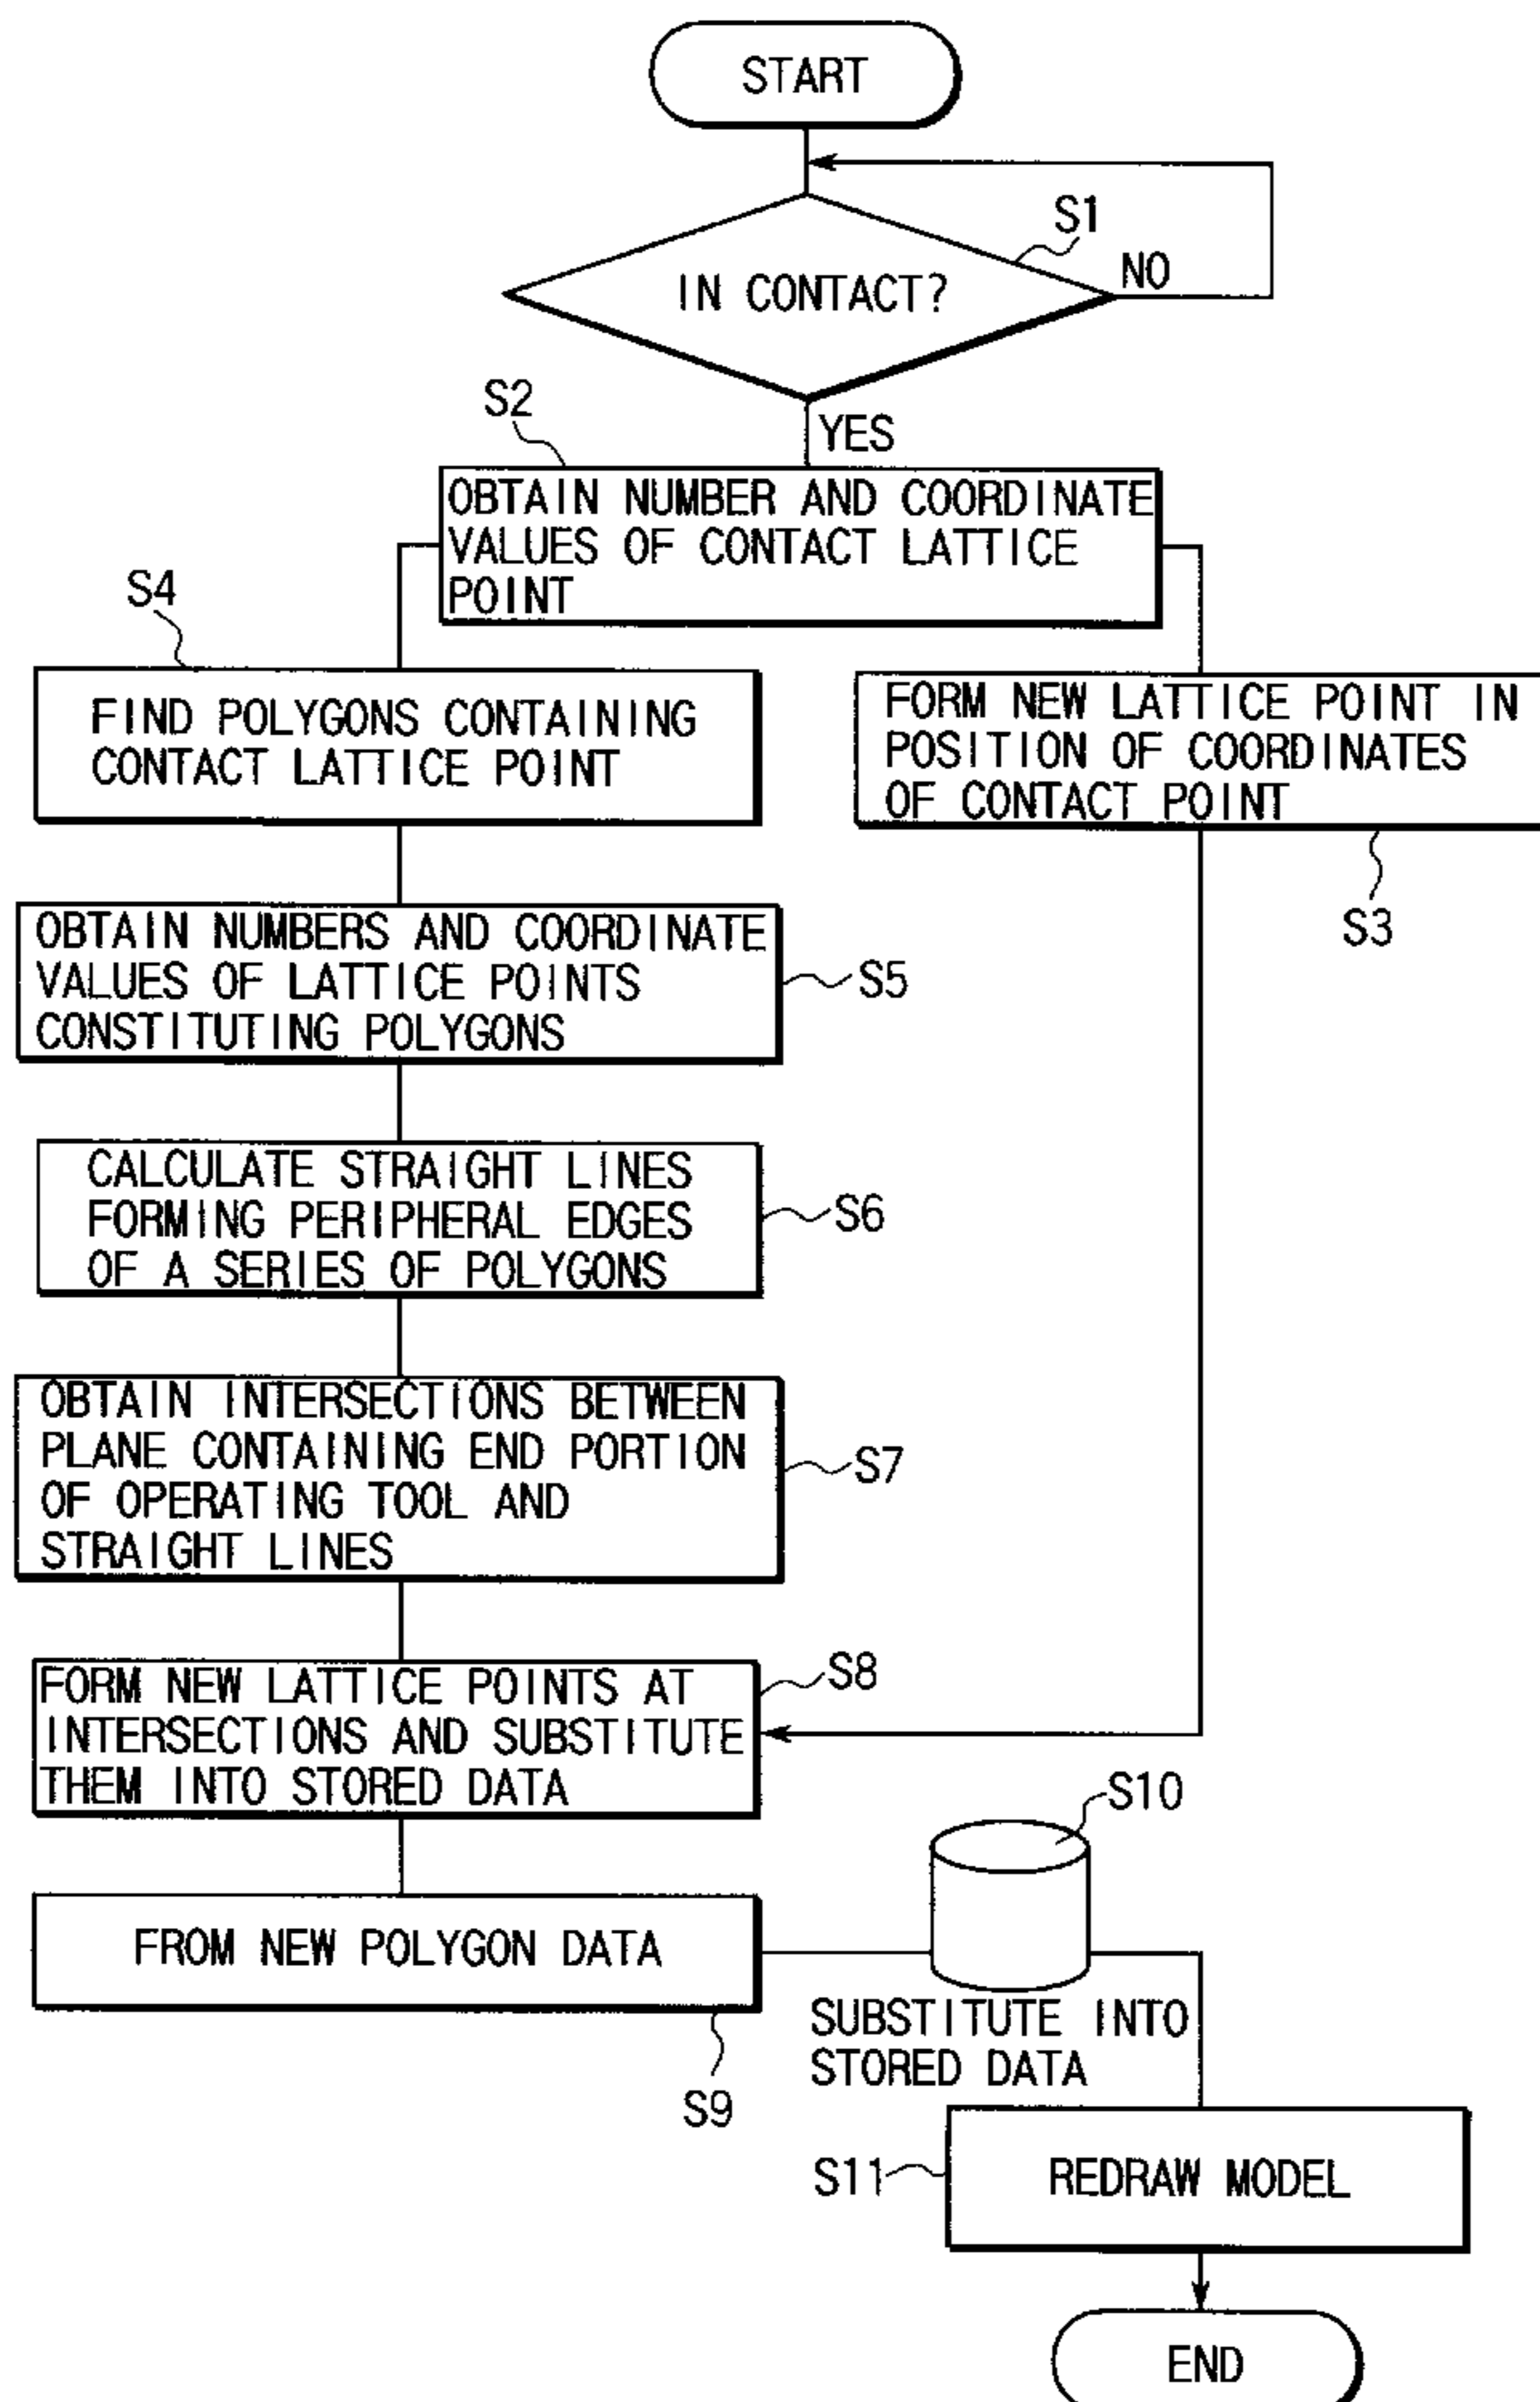 START
S1
IN CONTACT?
NO
S2
YES
OBTAIN NUMBER AND COORDINATE
VALUES OF CONTACT LATTICE
POINT
S4
FIND POLYGONS CONTAINING
CONTACT LATTICE POINT
FORM NEW LATTICE POINT IN
POSITION OF COORDINATES
OF CONTACT POINT
S3
OBTAIN NUMBERS AND COORDINATE
VALUES OF LATTICE POINTS
CONSTITUTING POLYGONS
S5
CALCULATE STRAIGHT LINES
FORMING PERIPHERAL EDGES
OF A SERIES OF POLYGONS
S6
OBTAIN INTERSECTIONS BETWEEN
PLANE CONTAINING END PORTION
OF OPERATING TOOL AND
STRAIGHT LINES
S7
FORM NEW LATTICE POINTS AT
INTERSECTIONS AND SUBSTITUTE
THEM INTO STORED DATA
S8
S10
FROM NEW POLYGON DATA
S9
SUBSTITUTE INTO
STORED DATA
S11
REDRAW MODEL
END